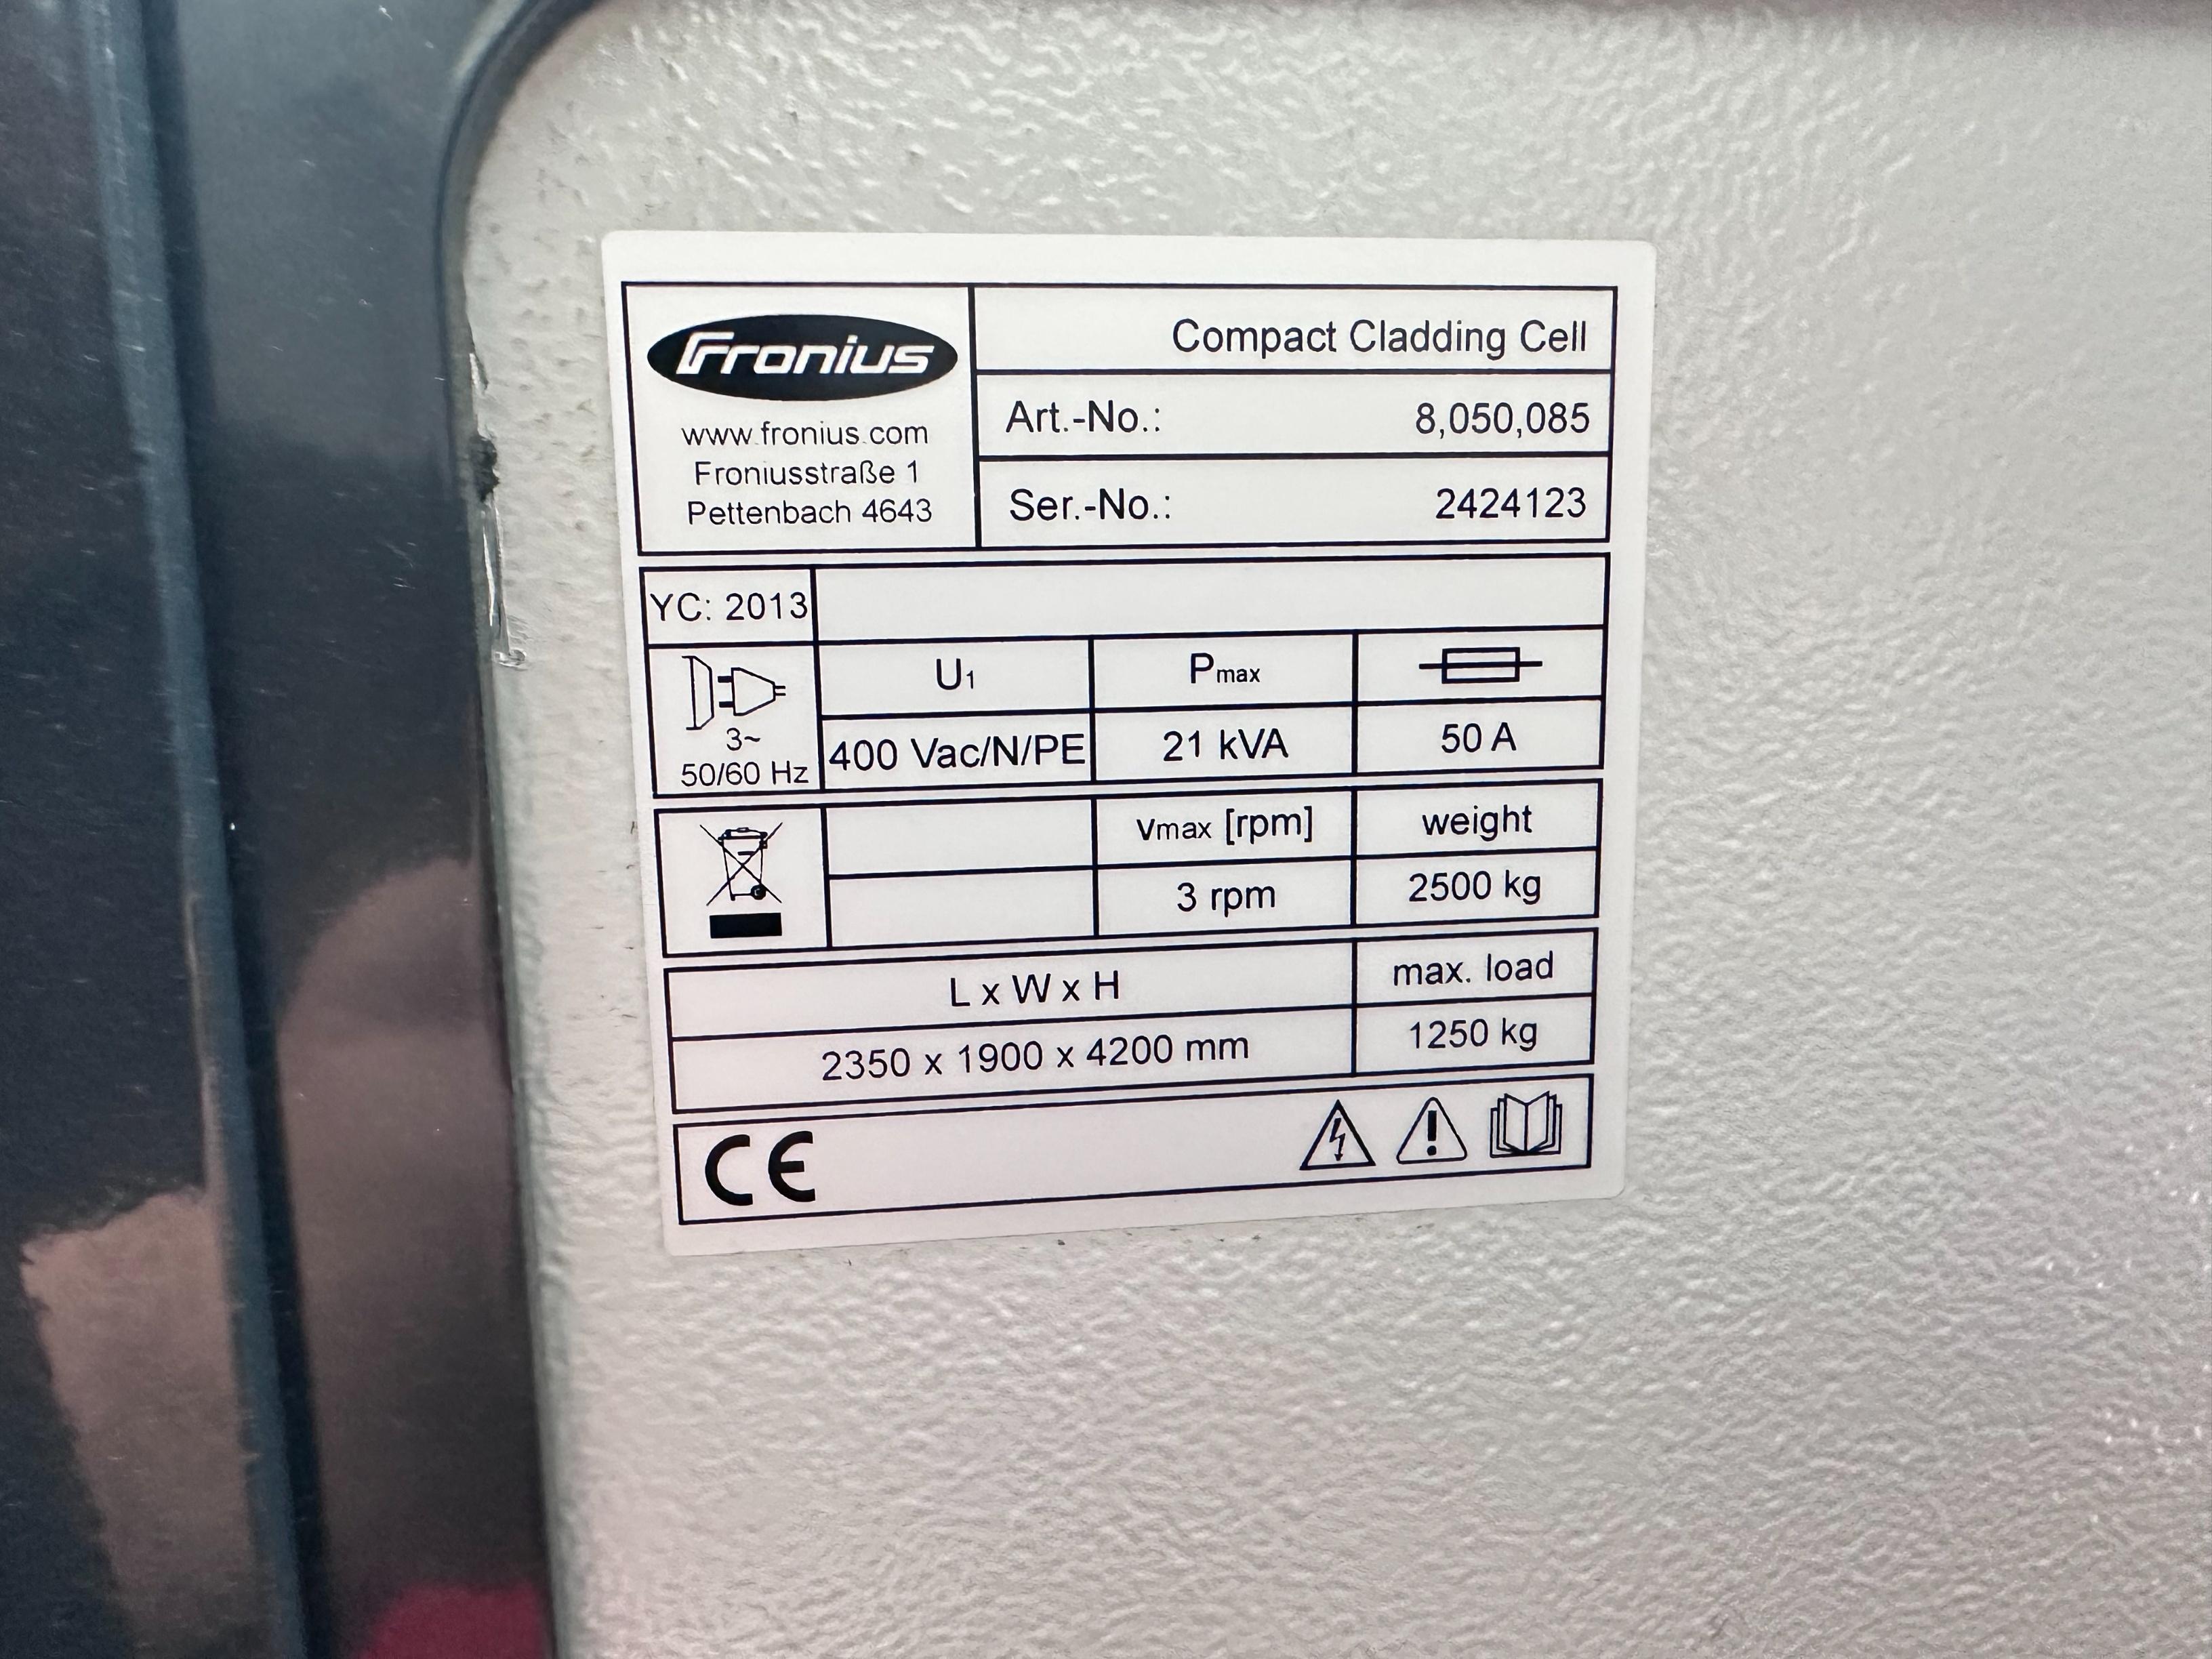 Fronius
www.fronius.com
Froniusstraße 1
Pettenbach 4643
Compact Cladding Cell
Art.-No.: 8,050,085
Ser.-No.: 2424123
YC: 2013
3~
50/60 Hz
U1 Pmax
400 Vac/N/PE 21 kVA 50 A
vmax [rpm] weight
3 rpm 2500 kg
L x W x H max. load
2350 x 1900 x 4200 mm 1250 kg
CE